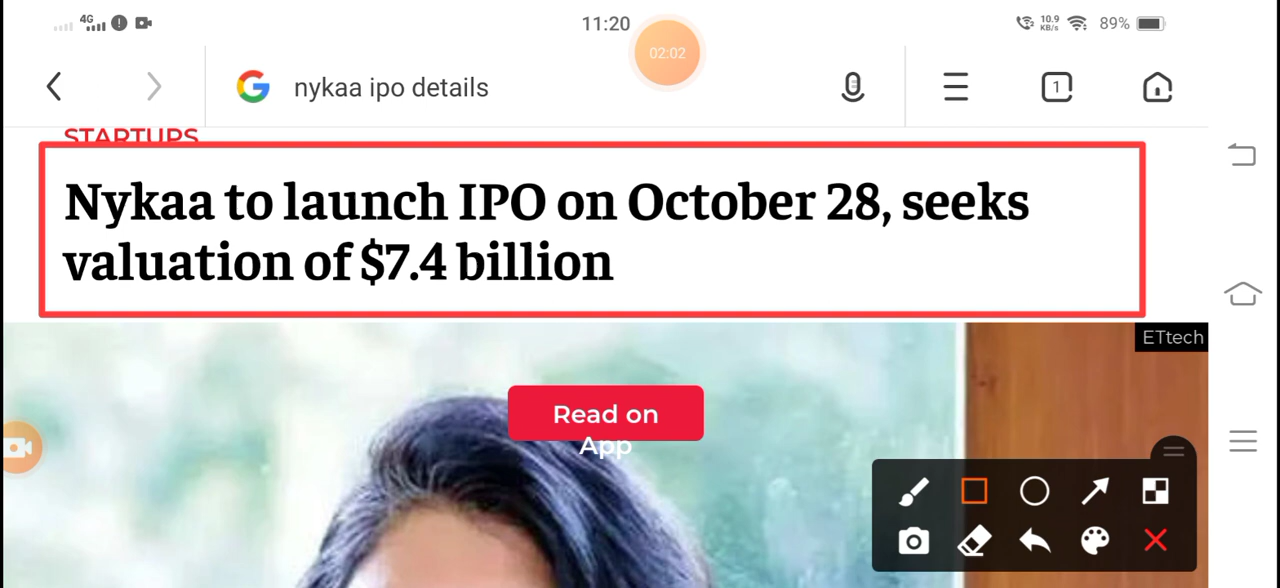 4G
11:20
10.9
KB/s
89%
02:02
nykaa ipo details
1
STARTUPS
Nykaa to launch IPO on October 28, seeks
valuation of $7.4 billion
ETtech
Read on
App